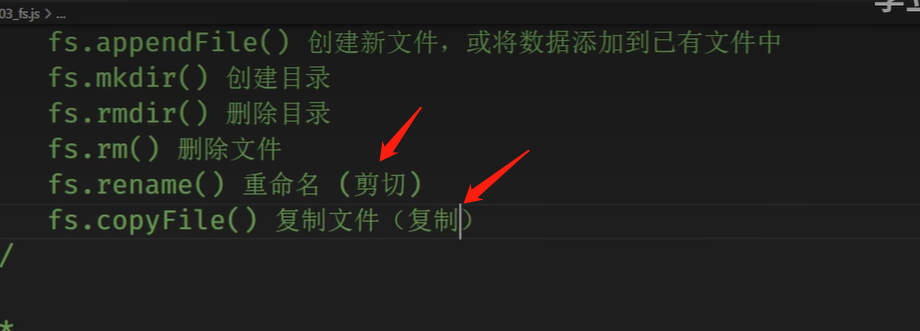 03_fs.js > ...
fs.appendFile() 创建新文件，或将数据添加到已有文件中
fs.mkdir() 创建目录
fs.rmdir() 删除目录
fs.rm() 删除文件
fs.rename() 重命名 (剪切)
fs.copyFile() 复制文件（复制）
/
*